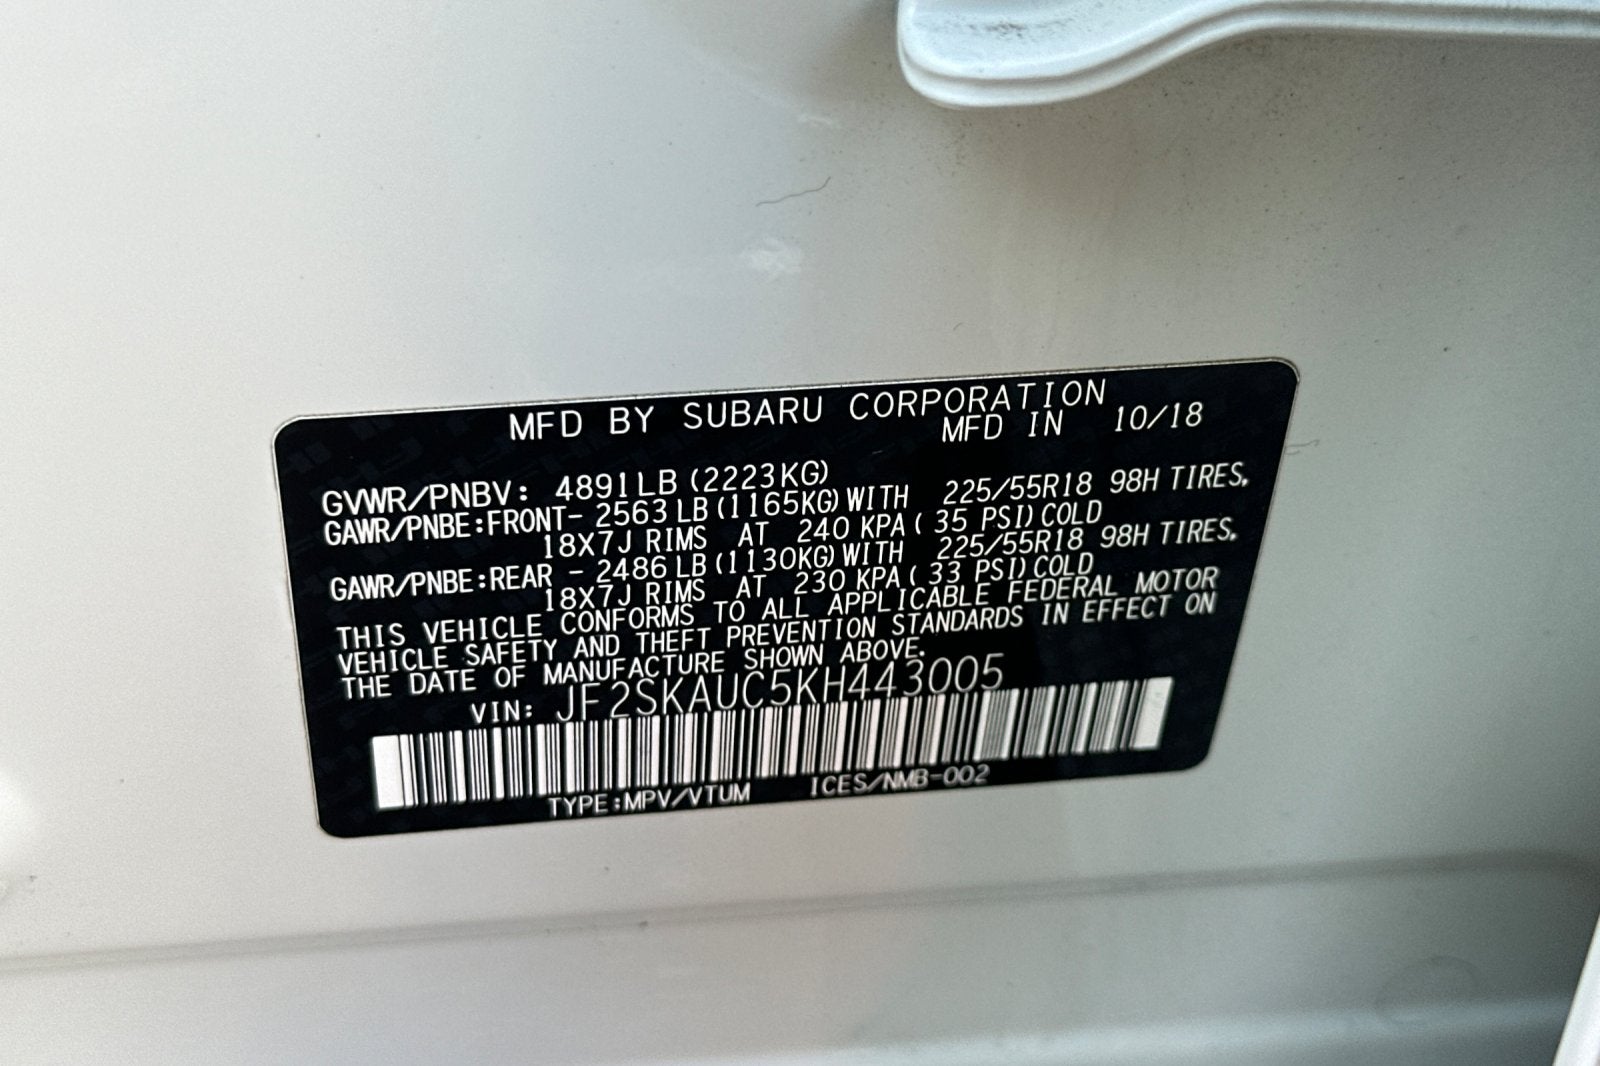 MFD BY SUBARU CORPORATION
MFD IN 10/18
GVWR/PNBV: 4891LB (2223KG)
GAWR/PNBE:FRONT- 2563LB(1165KG)WITH 225/55R18 98H TIRES,
18X7J RIMS AT 240 KPA( 35 PSI)COLD
GAWR/PNBE:REAR - 2486LB(1130KG)WITH 225/55R18 98H TIRES,
18X7J RIMS AT 230 KPA( 33 PSI)COLD
THIS VEHICLE CONFORMS TO ALL APPLICABLE FEDERAL MOTOR
VEHICLE SAFETY AND THEFT PREVENTION STANDARDS IN EFFECT ON
THE DATE OF MANUFACTURE SHOWN ABOVE.
VIN: JF2SKAUC5KH443005
TYPE:MPV/VTUM ICES/NMB-002